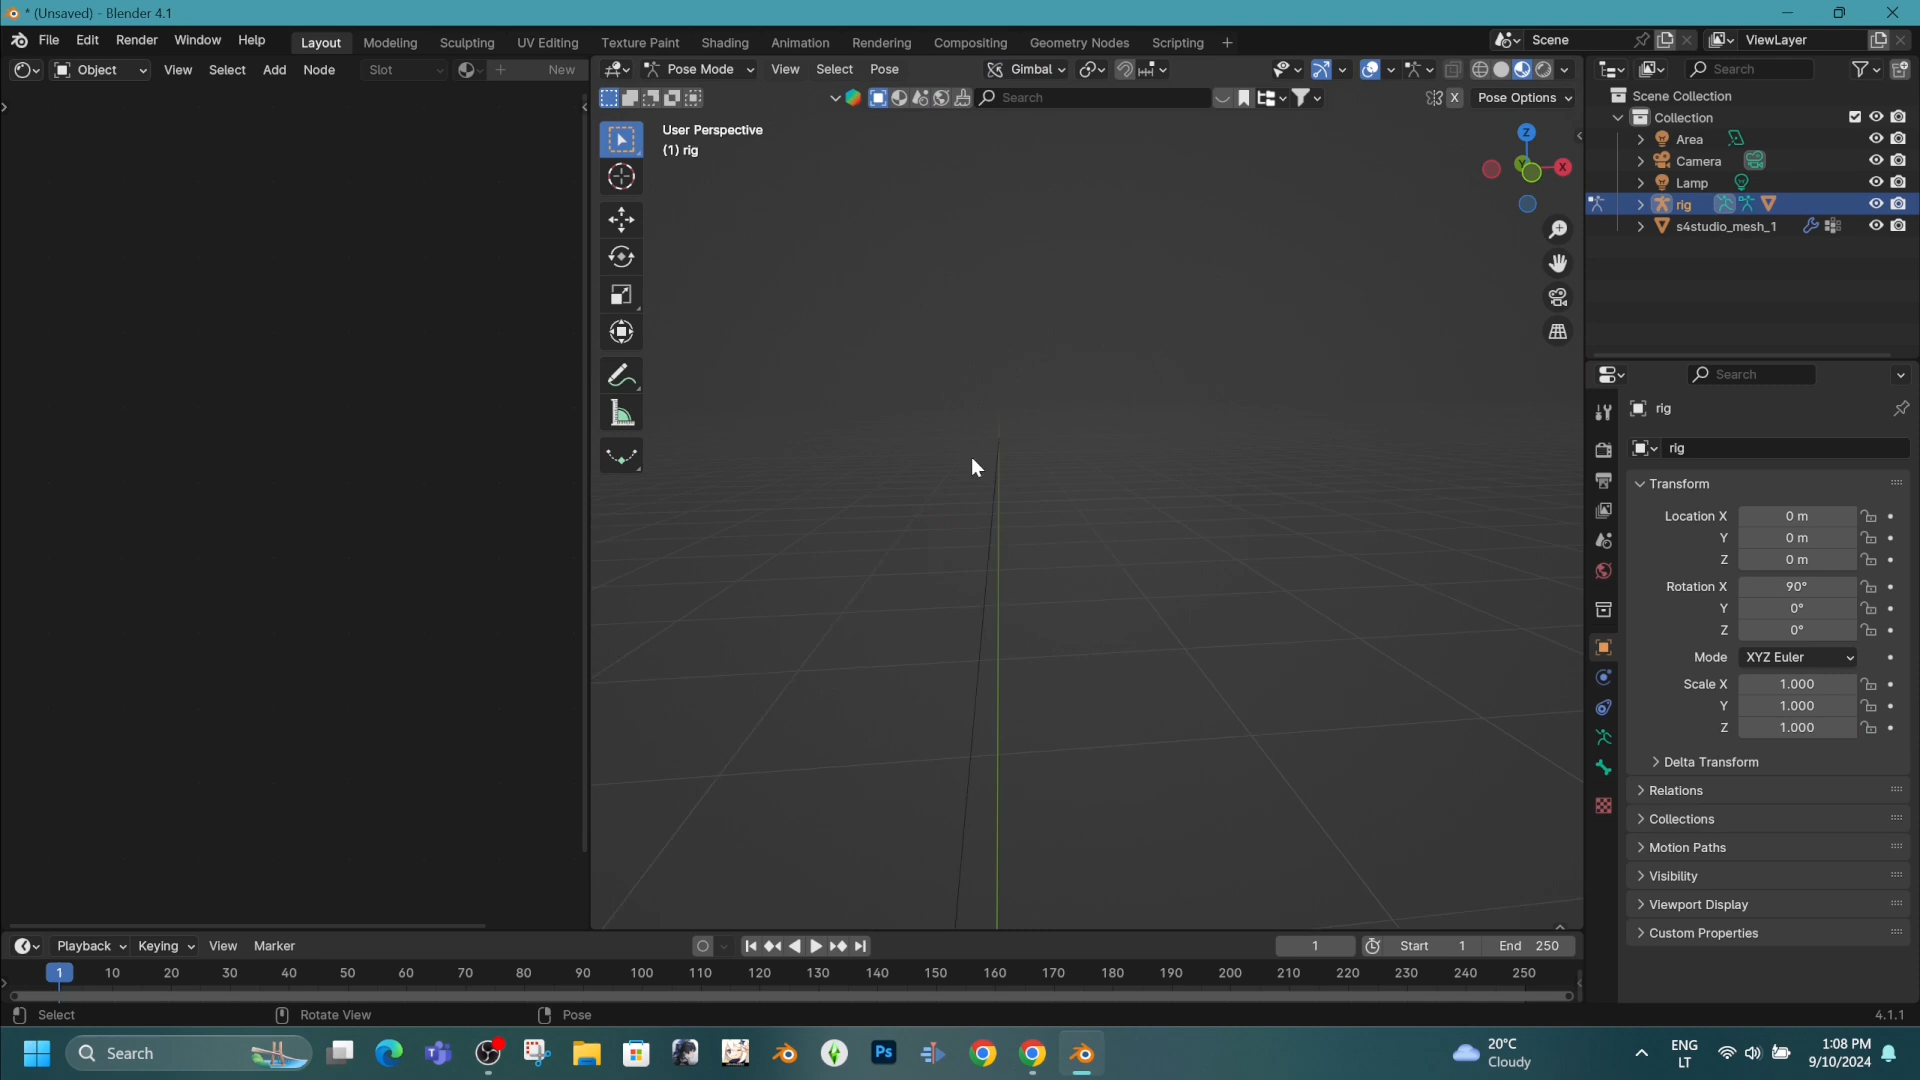 * (Unsaved) - Blender 4.1
File Edit Render Window Help Layout Modeling Sculpting UV Editing Texture Paint Shading Animation Rendering Compositing Geometry Nodes Scripting + Scene ViewLayer
Object View Select Add Node Slot New Pose Mode View Select Pose Gimbal Search
Search X Pose Options
Scene Collection
Collection
User Perspective
(1) rig
Z
Y
X
Area
Camera
Lamp
rig
s4studio_mesh_1
Search
rig
rig
Transform
Location X 0 m
Y 0 m
Z 0 m
Rotation X 90°
Y 0°
Z 0°
Mode XYZ Euler
Scale X 1.000
Y 1.000
Z 1.000
Delta Transform
Relations
Collections
Motion Paths
Visibility
Viewport Display
Custom Properties
Playback Keying View Marker 1 Start 1 End 250
1 10 20 30 40 50 60 70 80 90 100 110 120 130 140 150 160 170 180 190 200 210 220 230 240 250
Select Rotate View Pose 4.1.1
Search Ps 20°C Cloudy ENG LT 1:08 PM 9/10/2024